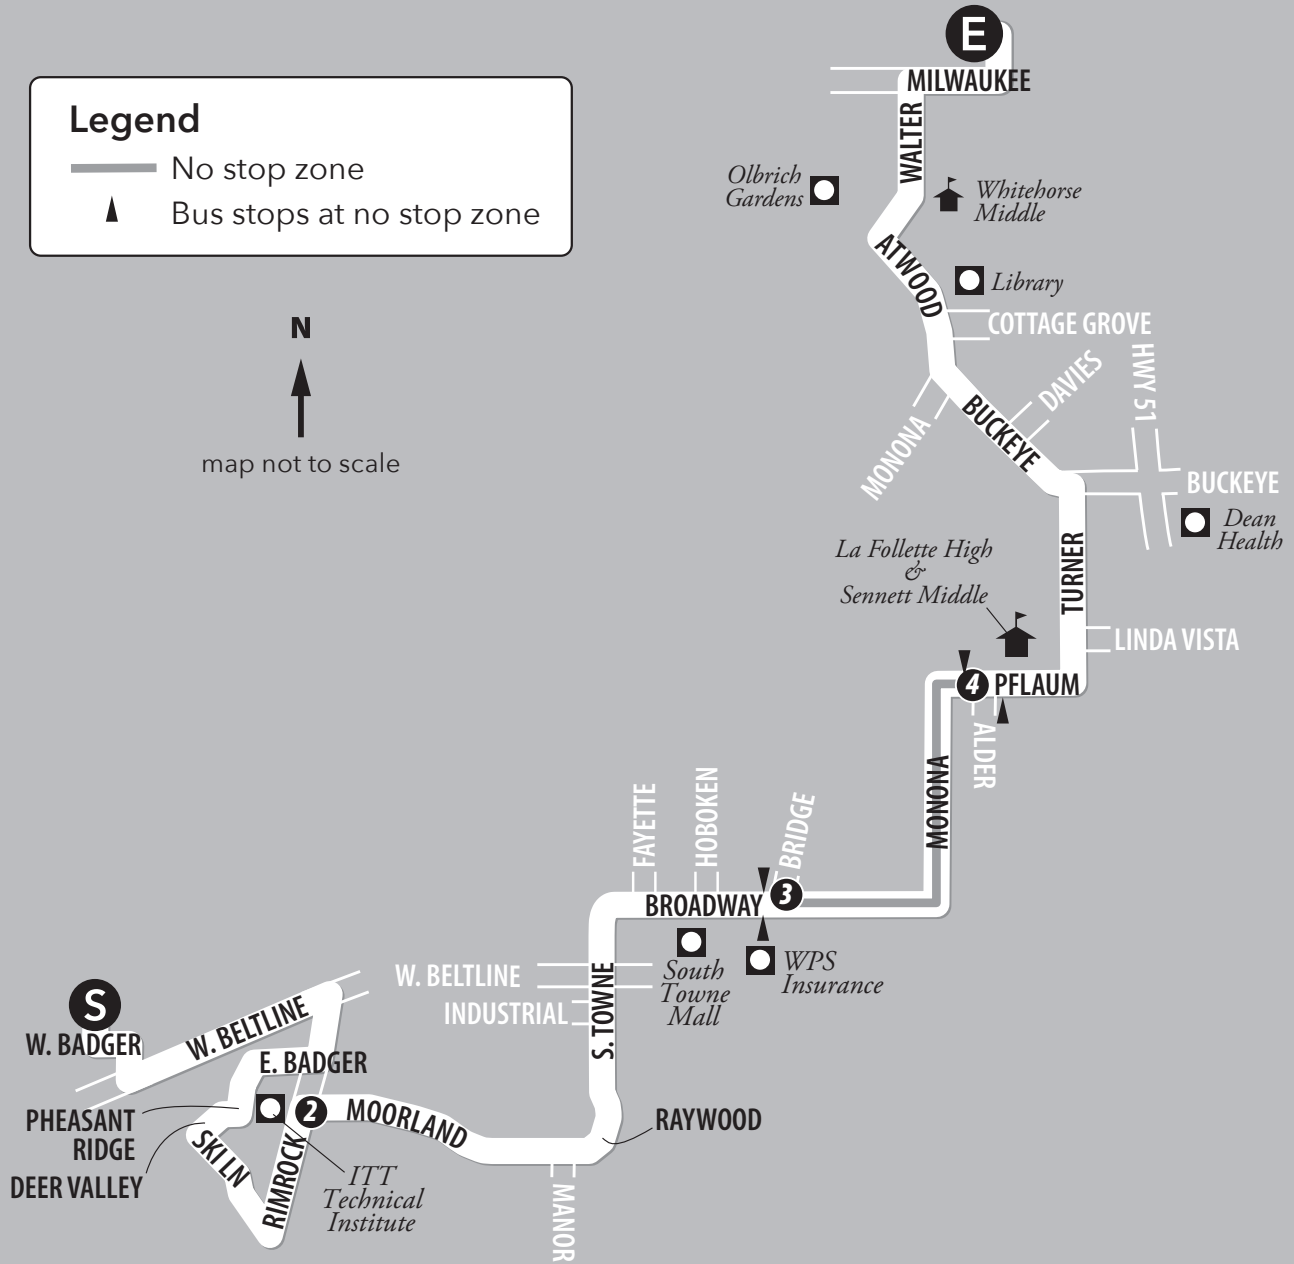 E
MILWAUKEE
Legend
No stop zone
Bus stops at no stop zone
WALTER
Olbrich
Gardens
Whitehorse
Middle
ATWOOD
Library
N
COTTAGE GROVE
map not to scale
HWY 51
DAVIES
BUCKEYE
MONONA
BUCKEYE
Dean
Health
La Follette High
&
Sennett Middle
TURNER
LINDA VISTA
4
PFLAUM
ALDER
MONONA
FAYETTE
HOBOKEN
BRIDGE
3
BROADWAY
South
Towne
Mall
WPS
Insurance
W. BELTLINE
INDUSTRIAL
S. TOWNE
S
W. BADGER
W. BELTLINE
E. BADGER
PHEASANT
RIDGE
2
MOORLAND
RAYWOOD
SKI LN
DEER VALLEY
RIMROCK
ITT
Technical
Institute
MANOR